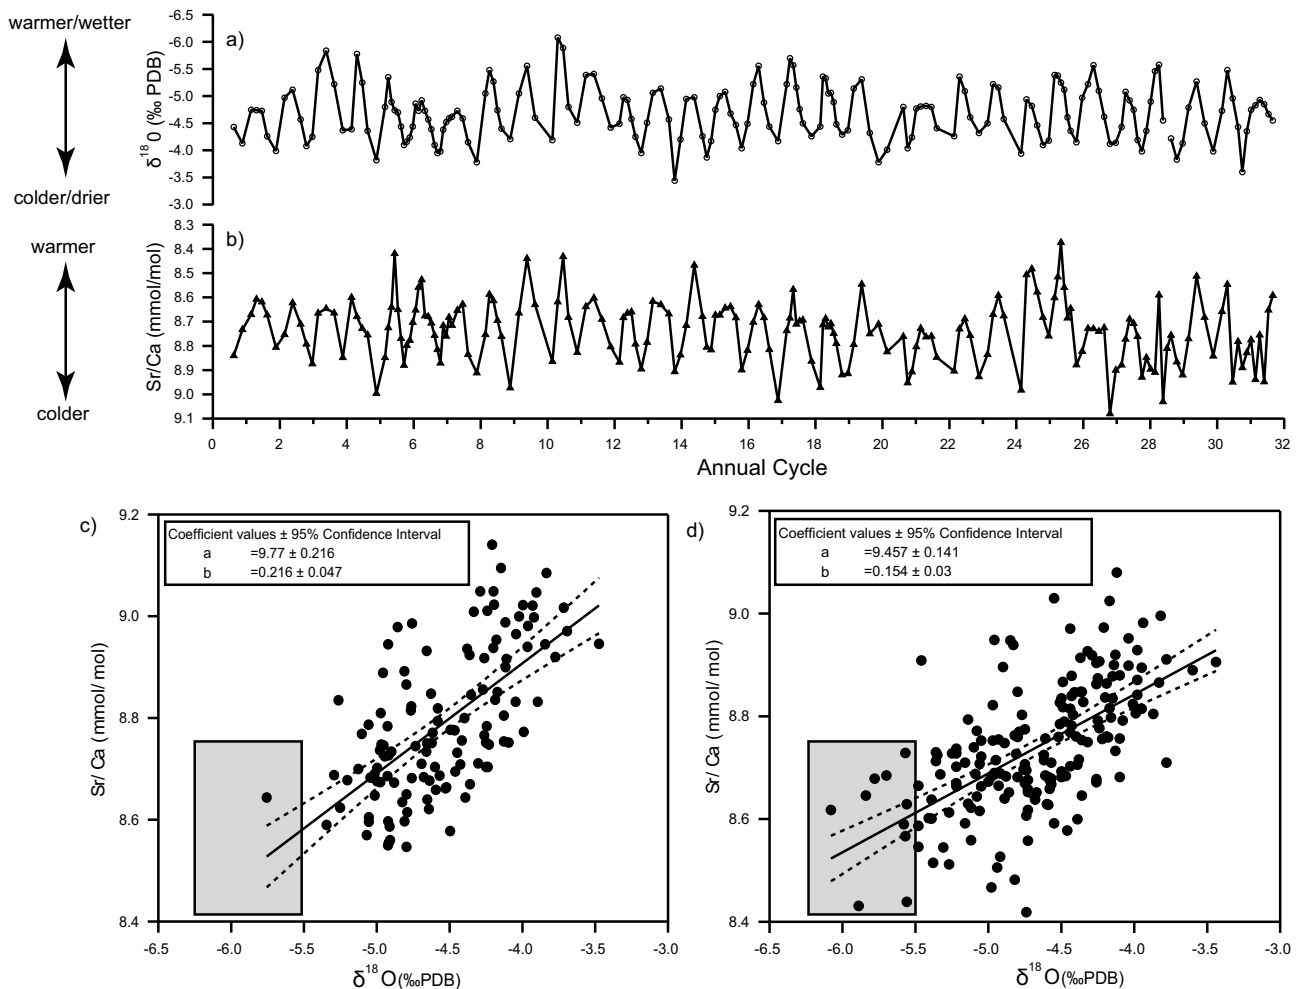 warmer/wetter
colder/drier
a)
δ18 0 (‰ PDB)
-6.5
-6.0
-5.5
-5.0
-4.5
-4.0
-3.5
-3.0
warmer
colder
b)
Sr/Ca (mmol/mol)
8.3
8.4
8.5
8.6
8.7
8.8
8.9
9.0
9.1
0 2 4 6 8 10 12 14 16 18 20 22 24 26 28 30 32
Annual Cycle
c)
Coefficient values ± 95% Confidence Interval
a =9.77 ± 0.216
b =0.216 ± 0.047
Sr/ Ca ( mmol/ mol)
9.2
9.0
8.8
8.6
8.4
-6.5 -6.0 -5.5 -5.0 -4.5 -4.0 -3.5 -3.0
δ18 O(‰PDB)
d)
Coefficient values ± 95% Confidence Interval
a =9.457 ± 0.141
b =0.154 ± 0.03
Sr/ Ca ( mmol/ mol)
9.2
9.0
8.8
8.6
8.4
-6.5 -6.0 -5.5 -5.0 -4.5 -4.0 -3.5 -3.0
δ18 O(‰PDB)